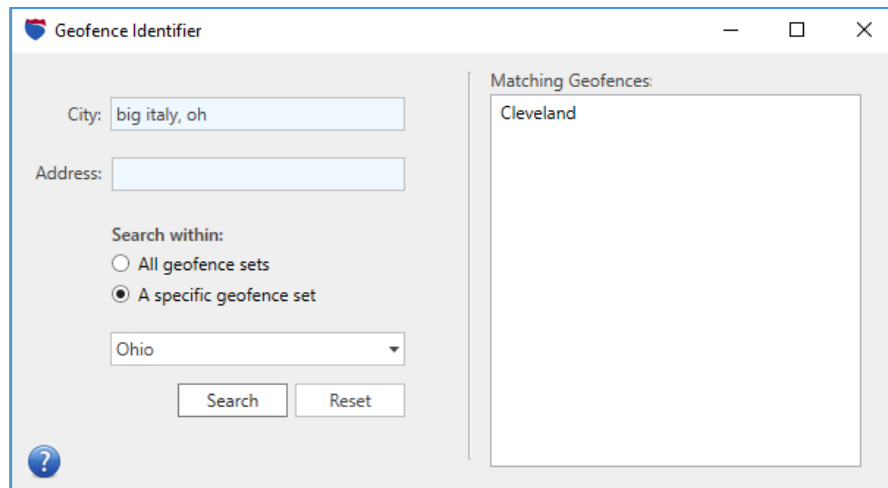 Geofence Identifier
City: big italy, oh
Address:
Search within:
All geofence sets
A specific geofence set
Ohio
Search Reset
?
Matching Geofences:
Cleveland